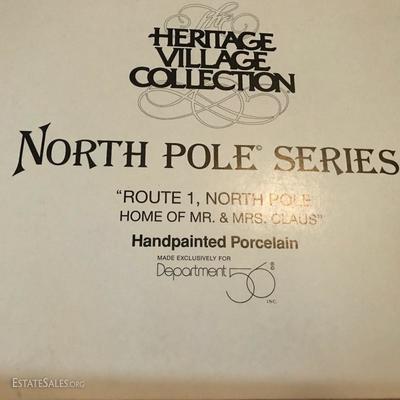 The
HERITAGE
VILLAGE
COLLECTION
NORTH POLE® SERIES
"ROUTE 1, NORTH POLE
HOME OF MR. & MRS. CLAUS"
Handpainted Porcelain
MADE EXCLUSIVELY FOR
Department 56®
INC.
ESTATESALES.ORG